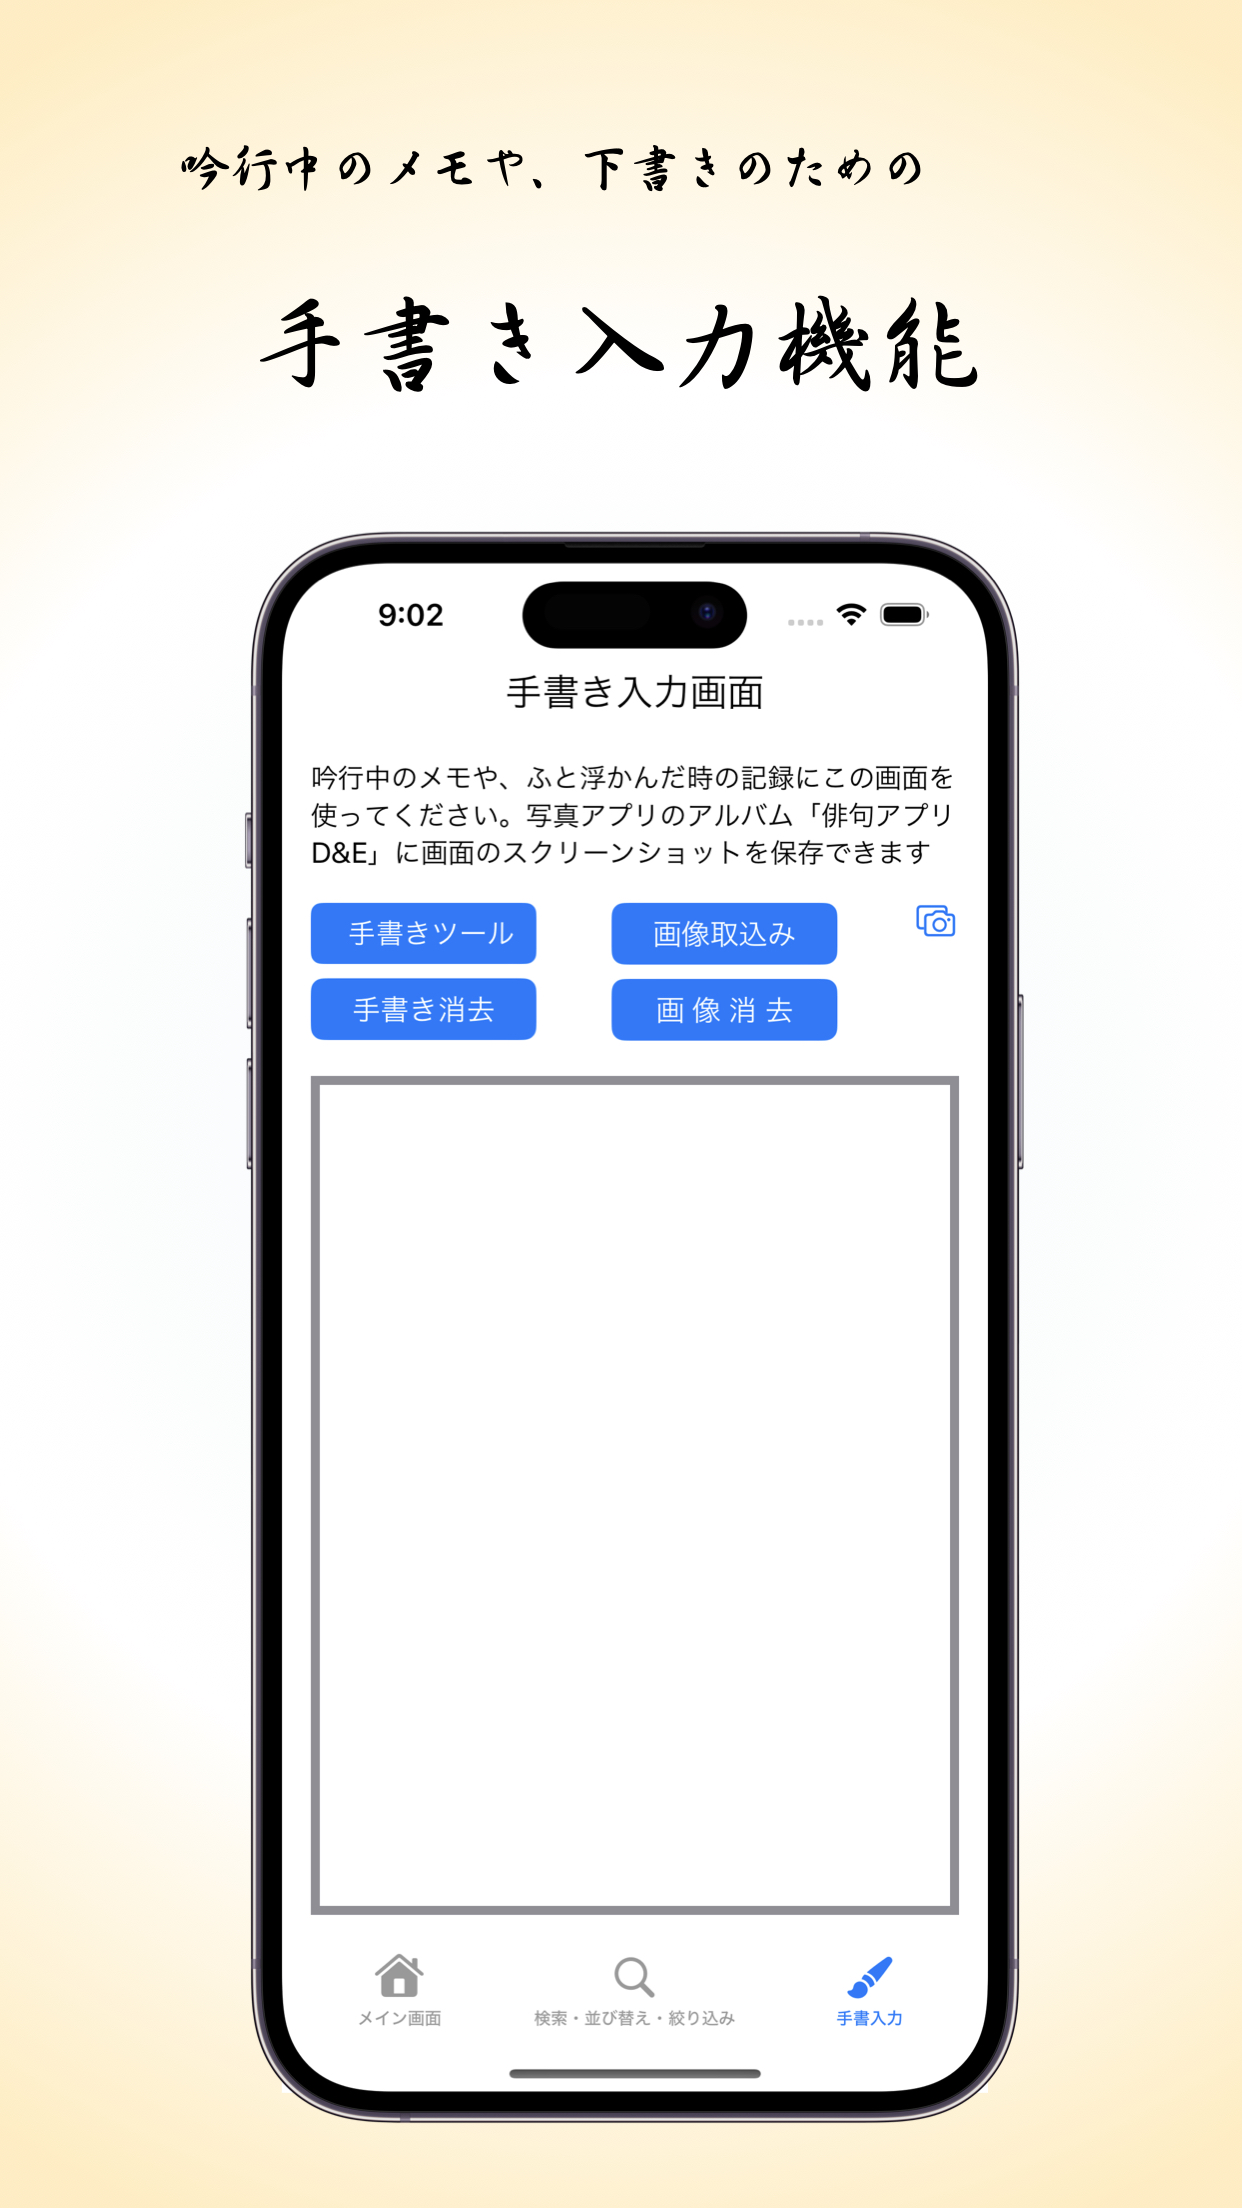 吟行中のメモや、下書きのための
手書き入力機能
9:02
手書き入力画面
吟行中のメモや、ふと浮かんだ時の記録にこの画面を
使ってください。写真アプリのアルバム「俳句アプリ
D&E」に画面のスクリーンショットを保存できます
手書きツール
画像取込み
手書き消去
画 像 消 去
メイン画面
検索・並び替え・絞り込み
手書入力